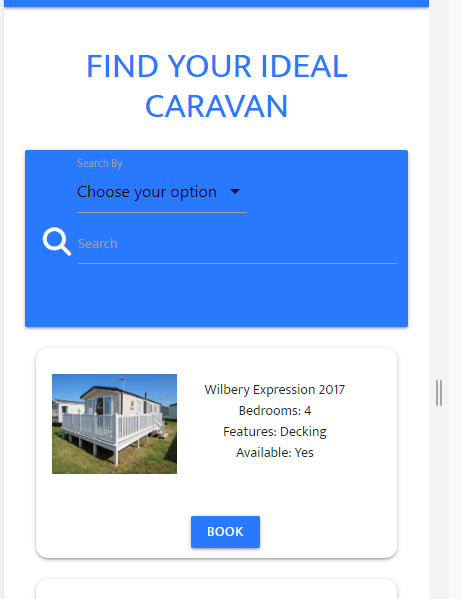 FIND YOUR IDEAL
CARAVAN
Search By
Choose your option
Search
Wilbery Expression 2017
Bedrooms: 4
Features: Decking
Available: Yes
BOOK